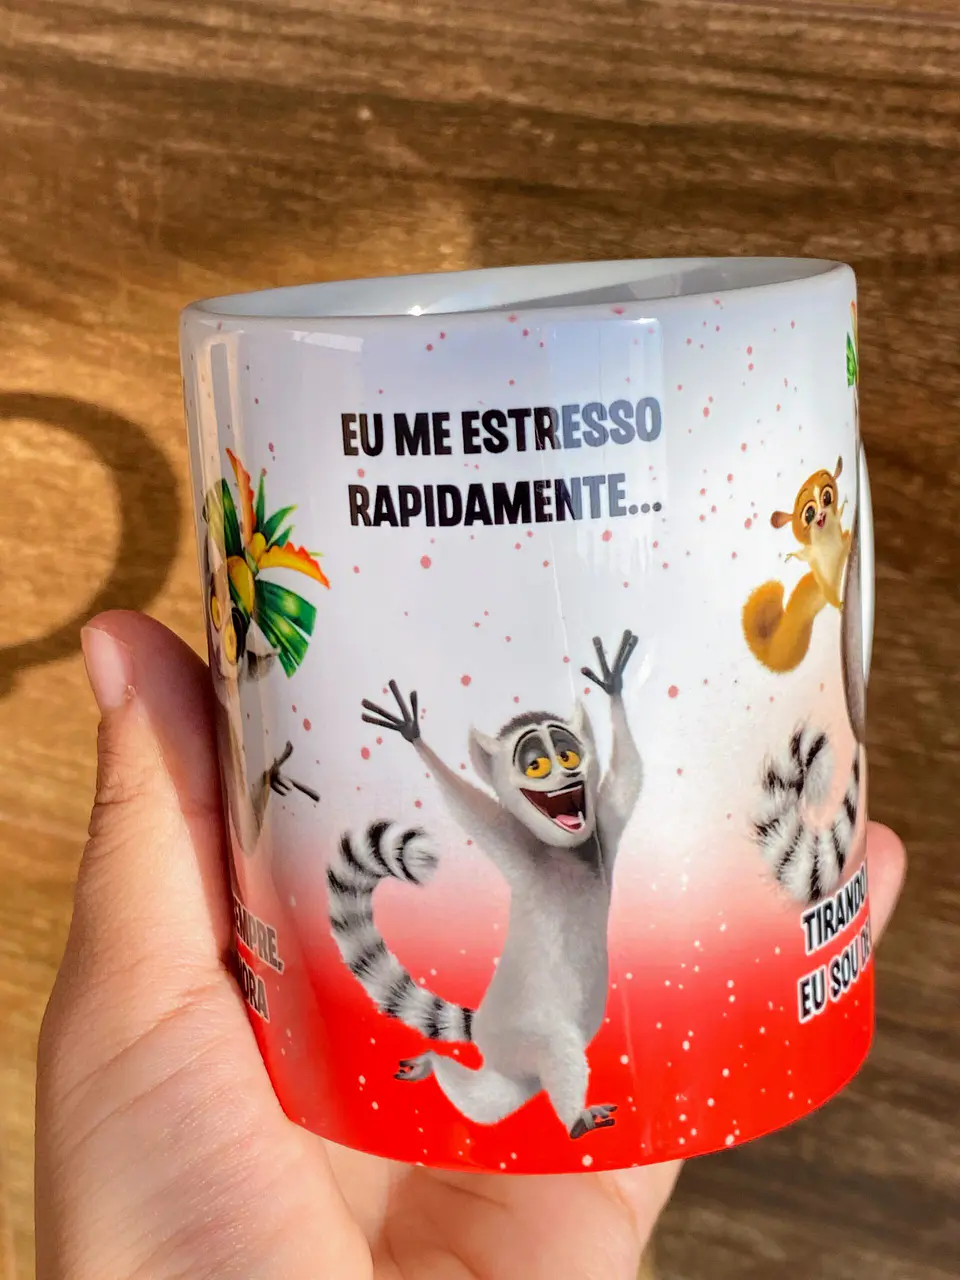 EU ME ESTRESSO
RAPIDAMENTE...
TIRANDO
EU SOU